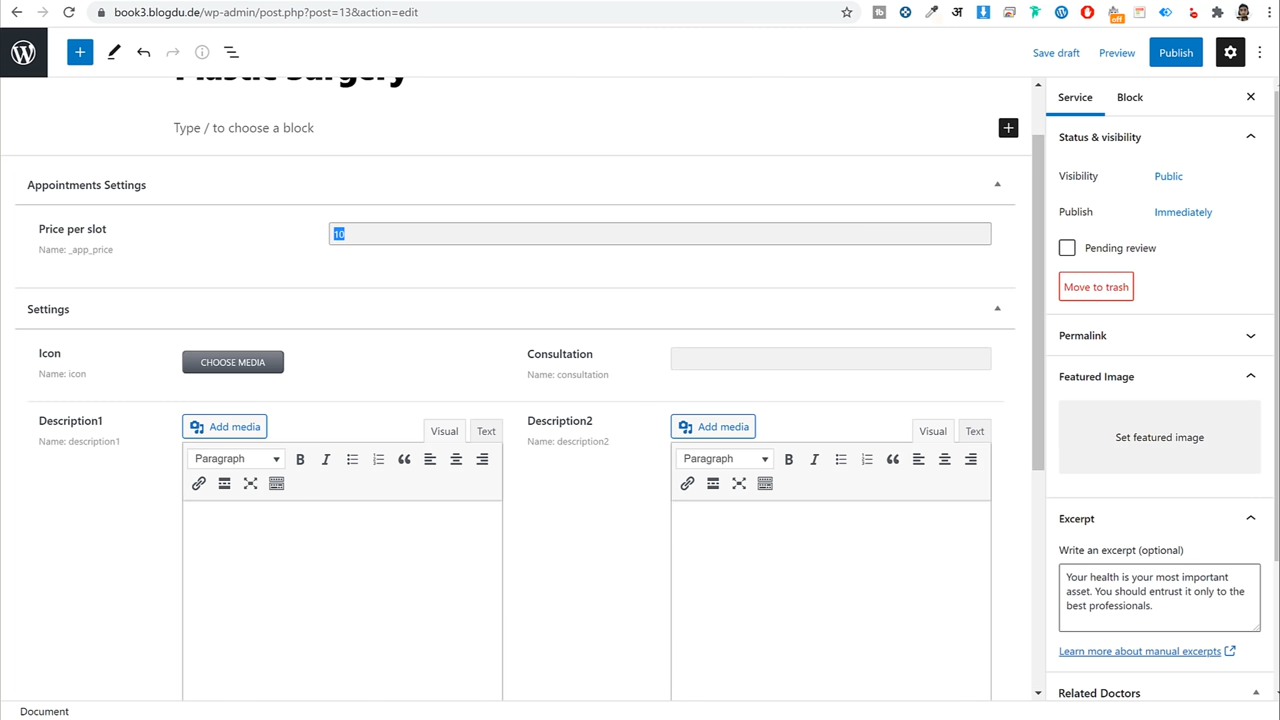 book3.blogdu.de/wp-admin/post.php?post=13&action=edit
अ
off
Save draft
Preview
Publish
Plastic Surgery
Type / to choose a block
Service
Block
Status & visibility
Visibility
Public
Publish
Immediately
Pending review
Move to trash
Permalink
Featured Image
Set featured image
Excerpt
Write an excerpt (optional)
Your health is your most important
asset. You should entrust it only to the
best professionals.
Learn more about manual excerpts
Related Doctors
Appointments Settings
Price per slot
Name: _app_price
10
Settings
Icon
Name: icon
CHOOSE MEDIA
Consultation
Name: consultation
Description1
Name: description1
Add media
Visual
Text
Paragraph
B
I
Description2
Name: description2
Add media
Visual
Text
Paragraph
B
I
Document